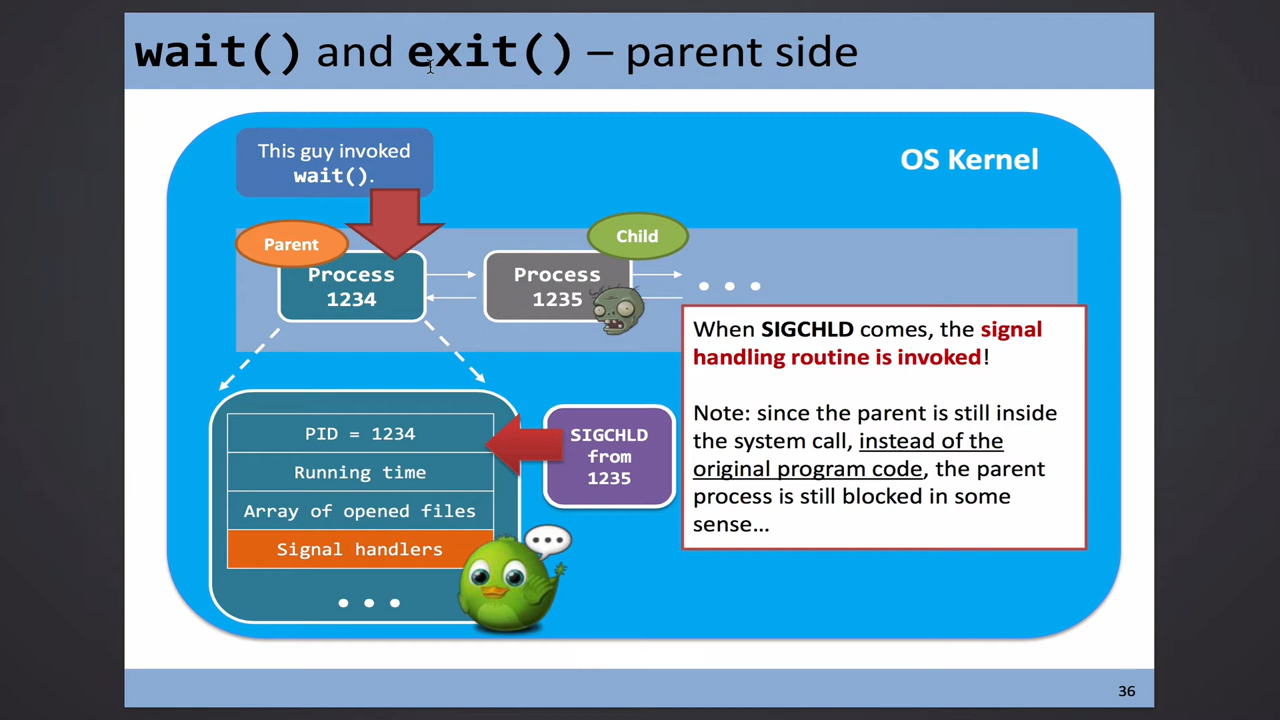 wait() and exit() – parent side
This guy invoked
wait().
OS Kernel
Parent
Child
Process
1234
Process
1235
When SIGCHLD comes, the signal
handling routine is invoked!
Note: since the parent is still inside
the system call, instead of the
original program code, the parent
process is still blocked in some
sense…
PID = 1234
Running time
Array of opened files
Signal handlers
SIGCHLD
from
1235
36